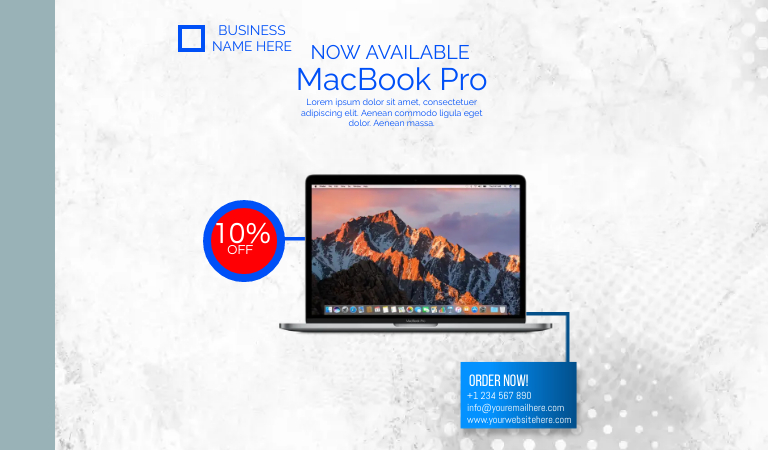 BUSINESS
NAME HERE
NOW AVAILABLE
MacBook Pro
Lorem ipsum dolor sit amet, consectetuer
adipiscing elit. Aenean commodo ligula eget
dolor. Aenean massa.
10%
OFF
ORDER NOW!
+1 234 567 890
info@youremailhere.com
www.yourwebsitehere.com